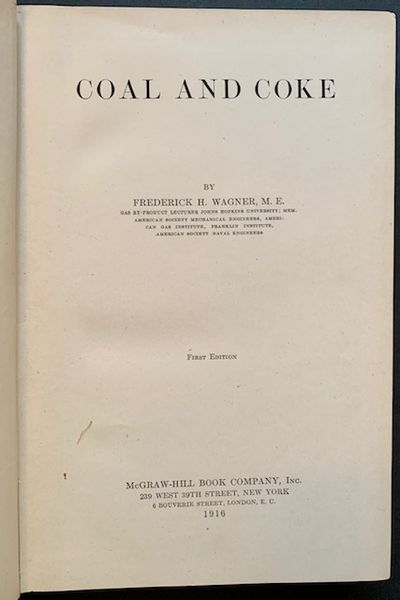 COAL AND COKE
BY
FREDERICK H. WAGNER, M. E.
GAS BY-PRODUCT LECTURER JOHNS HOPKINS UNIVERSITY; MEM.
AMERICAN SOCIETY MECHANICAL ENGINEERS, AMERI-
CAN GAS INSTITUTE, FRANKLIN INSTITUTE,
AMERICAN SOCIETY NAVAL ENGINEERS
FIRST EDITION
McGRAW-HILL BOOK COMPANY, INC.
239 WEST 39TH STREET, NEW YORK
6 BOUVERIE STREET, LONDON, E. C.
1916